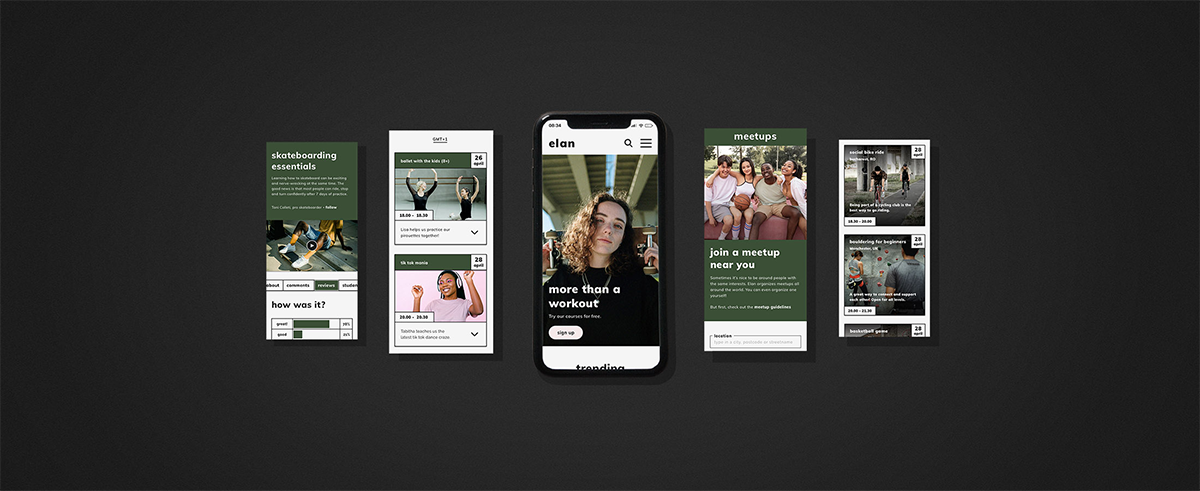 skateboarding
essentials
Learning how to skateboard can be exciting
and nerve wrecking at the same time. The
good news is that most people can ride, stop
and turn confidently after 7 days of practice
Toni Collet, pro skateboarder - follow
about
comments
reviews
studen
how was it?
great!
good
GMT+1
ballet with the kids (8+)
26
april
18.00 - 18.30
Lisa helps us practice our
pirouettes together!
tik tok mania
28
april
20.00 - 20.30
Tabitha teaches us the
latest tik tok dance craze.
08:34
elan
more than a
workout
Try our courses for free.
sign up
trending
meetups
join a meetup
near you
Sometimes it's nice to be around people with
the same interests. Elan organizes meetups all
around the world. You can even organize one
yourself!
But first, check out the meetup guidelines
location
Type in a city, postcode or streetname
social bike ride
28
april
Bucharest, RO
Being part of a cycling club is the
best way to go riding.
18.30 - 20.00
bouldering for beginners
28
april
Winchester, UK
A great way to connect and support
each other! Open for all levels.
20.00 - 21.30
basketball game
28
april